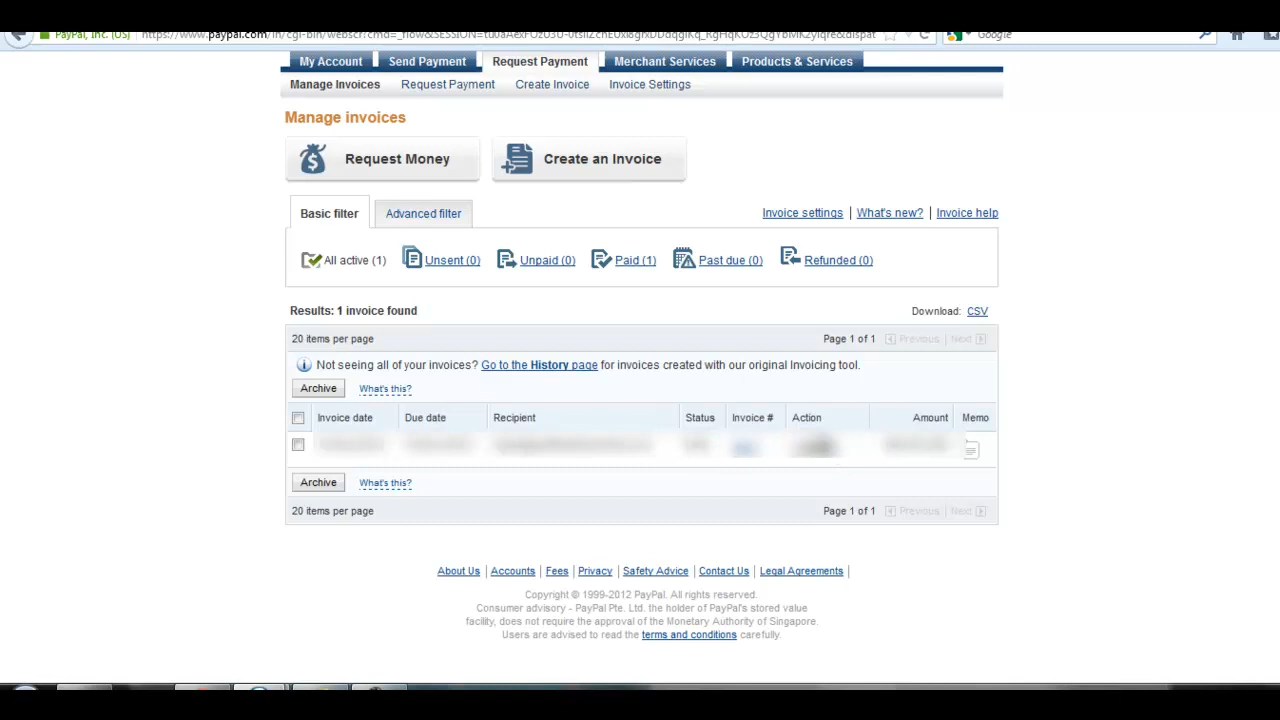 PayPal, Inc. (US) Google
My Account Send Payment Request Payment Merchant Services Products & Services
Manage Invoices Request Payment Create Invoice Invoice Settings
Manage invoices
Request Money Create an Invoice
Basic filter Advanced filter Invoice settings | What's new? | Invoice help
All active (1) Unsent (0) Unpaid (0) Paid (1) Past due (0) Refunded (0)
Results: 1 invoice found Download: CSV
20 items per page Page 1 of 1 Previous | Next
Not seeing all of your invoices? Go to the History page for invoices created with our original Invoicing tool.
Archive What's this?
Invoice date Due date Recipient Status Invoice # Action Amount Memo
Archive What's this?
20 items per page Page 1 of 1 Previous | Next
About Us | Accounts | Fees | Privacy | Safety Advice | Contact Us | Legal Agreements |
Copyright © 1999-2012 PayPal. All rights reserved.
Consumer advisory - PayPal Pte. Ltd. the holder of PayPal's stored value
facility, does not require the approval of the Monetary Authority of Singapore.
Users are advised to read the terms and conditions carefully.